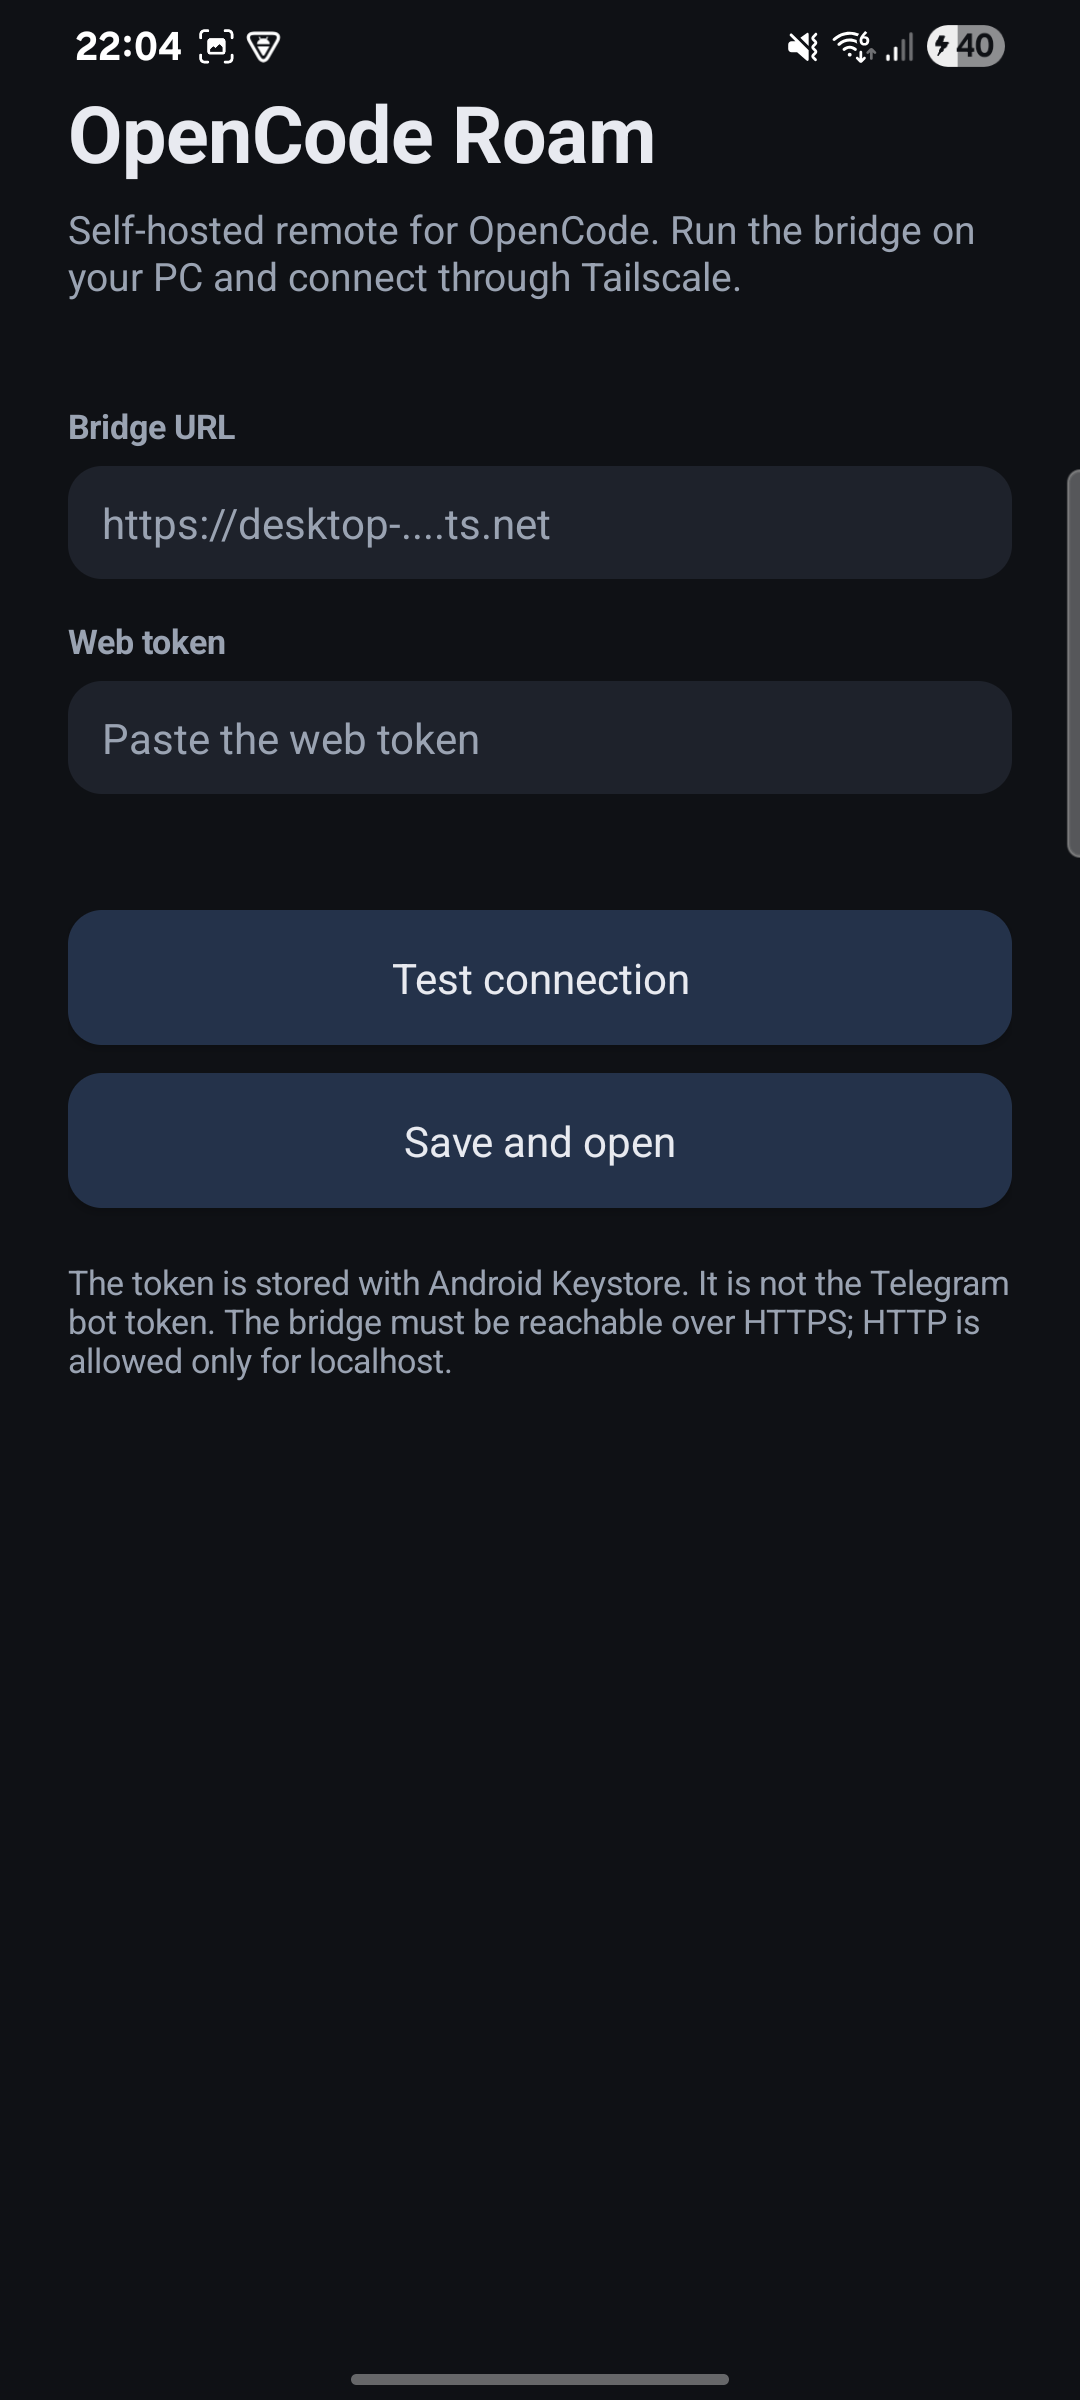 22:04
6
40
OpenCode Roam
Self-hosted remote for OpenCode. Run the bridge on
your PC and connect through Tailscale.
Bridge URL
https://desktop-....ts.net
Web token
Paste the web token
Test connection
Save and open
The token is stored with Android Keystore. It is not the Telegram
bot token. The bridge must be reachable over HTTPS; HTTP is
allowed only for localhost.